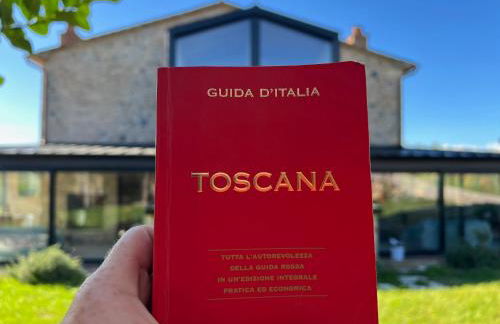 GUIDA D'ITALIA
TOSCANA
TUTTA L'AUTOREVOLEZZA
DELLA GUIDA ROSSA
IN UN'EDIZIONE INTEGRALE
PRATICA ED ECONOMICA